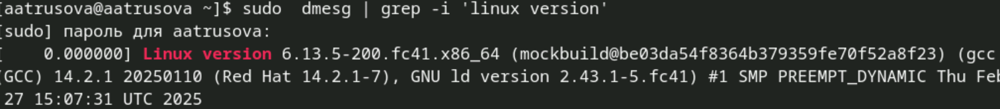 [aatrusova@aatrusova ~]$ sudo  dmesg | grep -i 'linux version'
[sudo] пароль для aatrusova:
[    0.000000] Linux version 6.13.5-200.fc41.x86_64 (mockbuild@be03da54f8364b379359fe70f52a8f23) (gcc
(GCC) 14.2.1 20250110 (Red Hat 14.2.1-7), GNU ld version 2.43.1-5.fc41) #1 SMP PREEMPT_DYNAMIC Thu Feb
27 15:07:31 UTC 2025